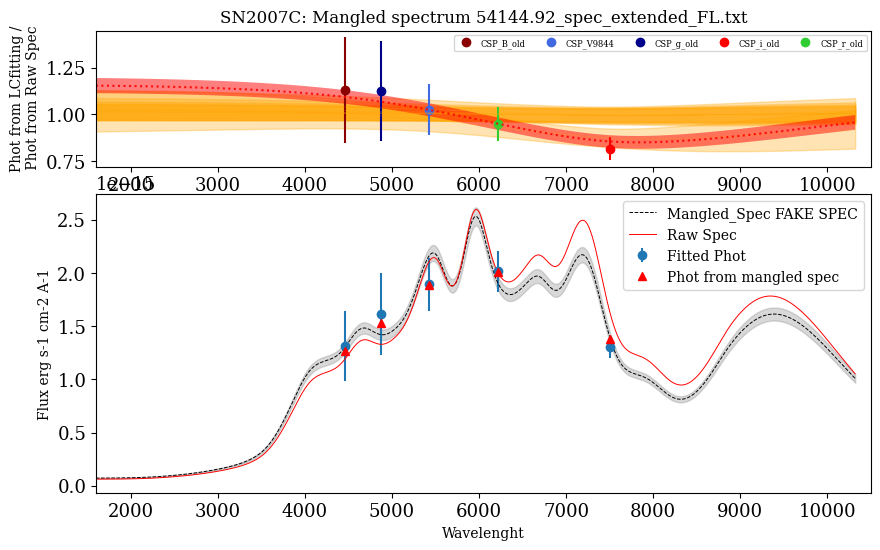 SN2007C: Mangled spectrum 54144.92_spec_extended_FL.txt
Phot from LCfitting /
Phot from Raw Spec
CSP_B_old CSP_V9844 CSP_g_old CSP_i_old CSP_r_old
1.25
1.00
0.75
2000 3000 4000 5000 6000 7000 8000 9000 10000
1e−15
Mangled_Spec FAKE SPEC
Raw Spec
Fitted Phot
Phot from mangled spec
Flux erg s-1 cm-2 A-1
2.5
2.0
1.5
1.0
0.5
0.0
2000 3000 4000 5000 6000 7000 8000 9000 10000
Wavelenght